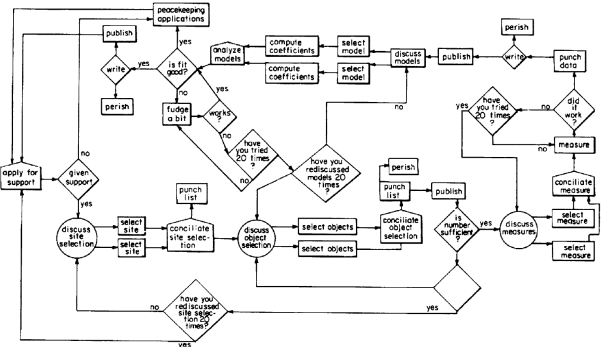 peacekeeping
applications
publish
yes
write
yes
is fit
good?
perish
no
fudge
a bit
works
?
yes
no
have
you tried
20 times
?
no
analyze
models
compute
coefficients
select
model
compute
coefficients
select
model
discuss
models
publish
write
perish
punch
data
did
it
work?
no
have
you tried
20 times?
yes
no
measure
conciliate
measure
select
measure
select
measure
discuss
measures
no
have you
rediscussed
models 20
times
?
apply for
support
given
support
no
yes
discuss
site
selection
select
site
select
site
punch
list
conciliate
site selec-
tion
discuss
object
selection
select objects
select objects
conciliate
object
selection
punch
list
perish
publish
is
number
sufficient
?
yes
yes
no
have you
rediscussed
site selec-
tion 20
times?
yes